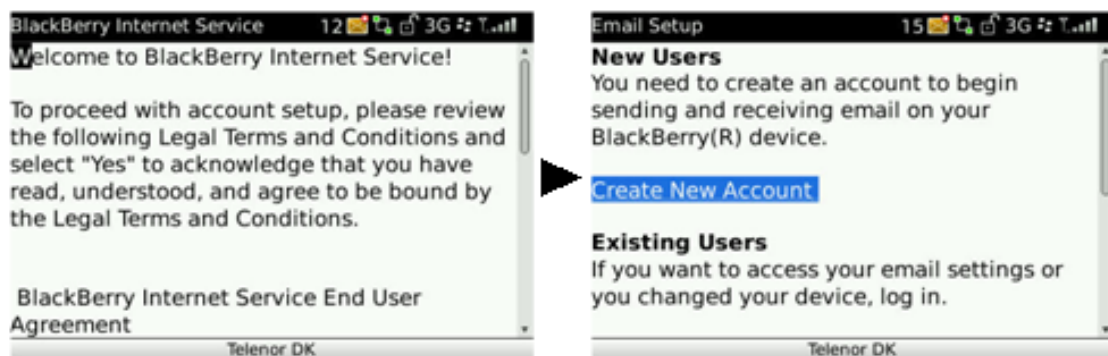 BlackBerry Internet Service 12 3G
Welcome to BlackBerry Internet Service!
To proceed with account setup, please review
the following Legal Terms and Conditions and
select "Yes" to acknowledge that you have
read, understood, and agree to be bound by
the Legal Terms and Conditions.
BlackBerry Internet Service End User
Agreement
Telenor DK
Email Setup 15 3G
New Users
You need to create an account to begin
sending and receiving email on your
BlackBerry(R) device.
Create New Account
Existing Users
If you want to access your email settings or
you changed your device, log in.
Telenor DK